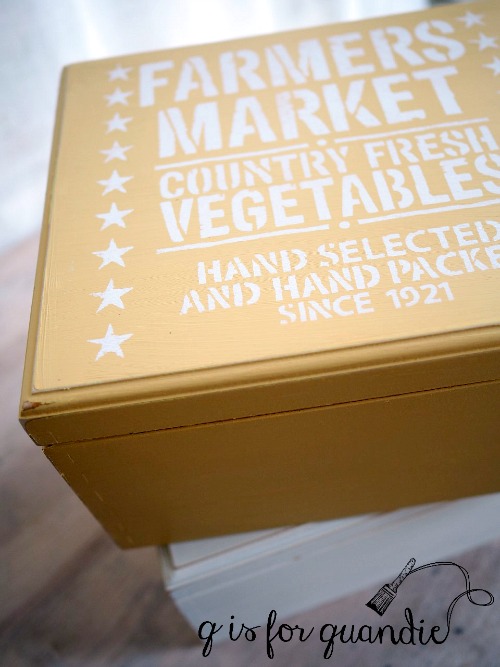 FARMERS
MARKET
COUNTRY FRESH
VEGETABLES
HAND SELECTED
AND HAND PACKE
SINCE 1921
g is for quandie